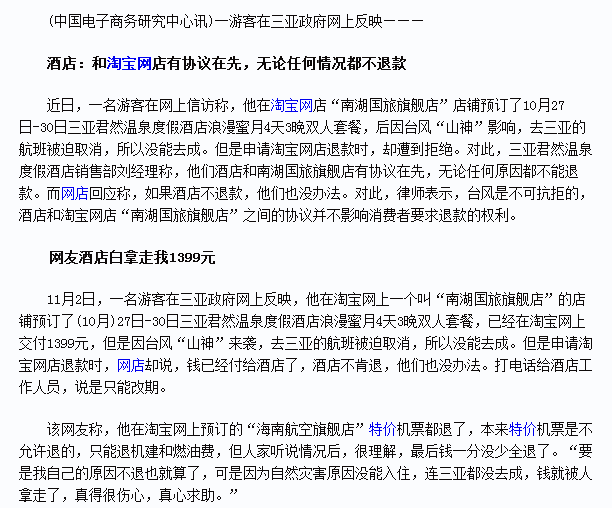 (中国电子商务研究中心讯)一游客在三亚政府网上反映———
酒店：和淘宝网店有协议在先，无论任何情况都不退款
近日，一名游客在网上信访称，他在淘宝网店“南湖国旅旗舰店”店铺预订了10月27
日-30日三亚君然温泉度假酒店浪漫蜜月4天3晚双人套餐，后因台风“山神”影响，去三亚的
航班被迫取消，所以没能去成。但是申请淘宝网店退款时，却遭到拒绝。对此，三亚君然温泉
度假酒店销售部刘经理称，他们酒店和南湖国旅旗舰店有协议在先，无论任何原因都不能退
款。而网店回应称，如果酒店不退款，他们也没办法。对此，律师表示，台风是不可抗拒的，
酒店和淘宝网店“南湖国旅旗舰店”之间的协议并不影响消费者要求退款的权利。
网友酒店白拿走我1399元
11月2日，一名游客在三亚政府网上反映，他在淘宝网上一个叫“南湖国旅旗舰店”的店
铺预订了(10月)27日-30日三亚君然温泉度假酒店浪漫蜜月4天3晚双人套餐，已经在淘宝网上
交付1399元，但是因台风“山神”来袭，去三亚的航班被迫取消，所以没能去成。但是申请淘
宝网店退款时，网店却说，钱已经付给酒店了，酒店不肯退，他们也没办法。打电话给酒店工
作人员，说是只能改期。
该网友称，他在淘宝网上预订的“海南航空旗舰店”特价机票都退了，本来特价机票是不
允许退的，只能退机建和燃油费，但人家听说情况后，很理解，最后钱一分没少全退了。“要
是我自己的原因不退也就算了，可是因为自然灾害原因没能入住，连三亚都没去成，钱就被人
拿走了，真得很伤心，真心求助。”